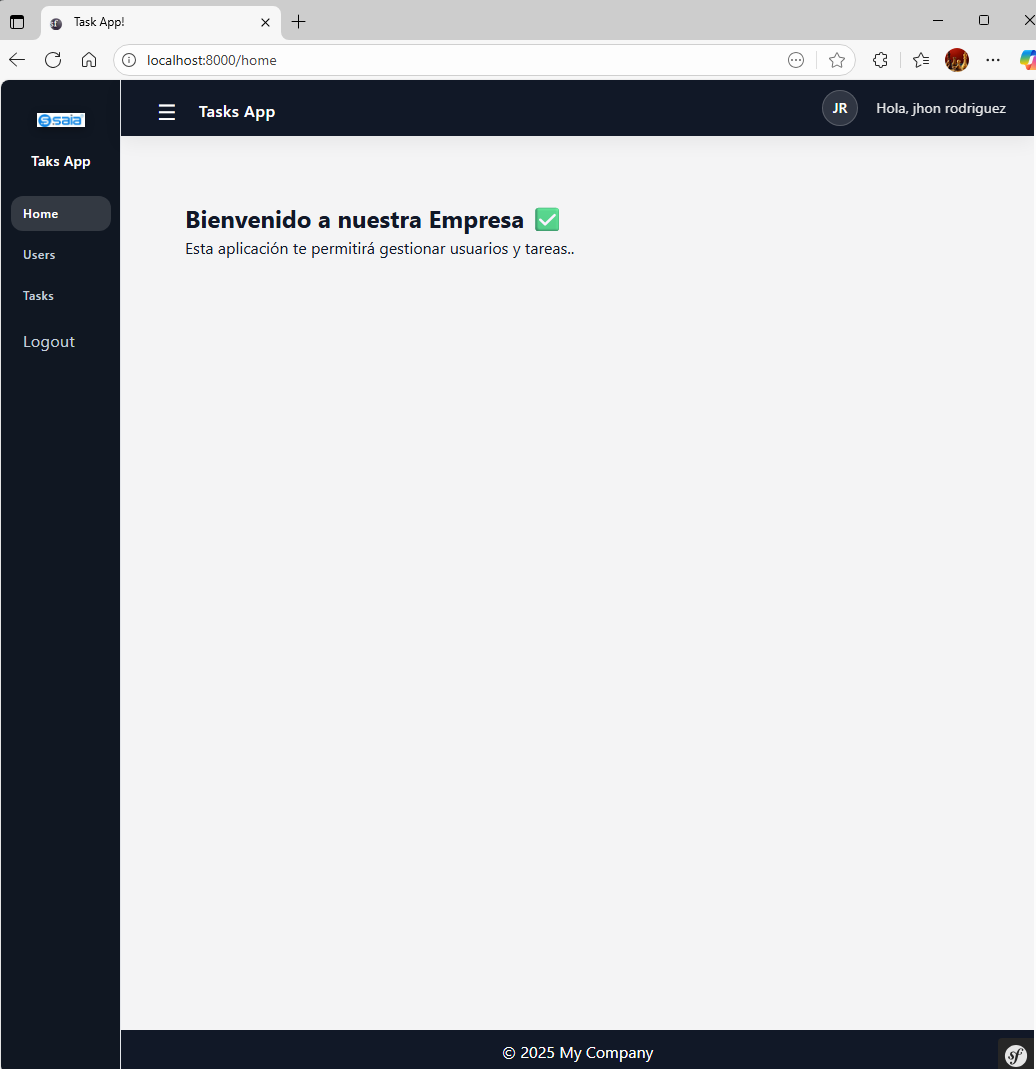 Task App!
localhost:8000/home
saia
Taks App
Home
Users
Tasks
Logout
Tasks App
JR
Hola, jhon rodriguez
Bienvenido a nuestra Empresa ✅
Esta aplicación te permitirá gestionar usuarios y tareas..
© 2025 My Company
sf